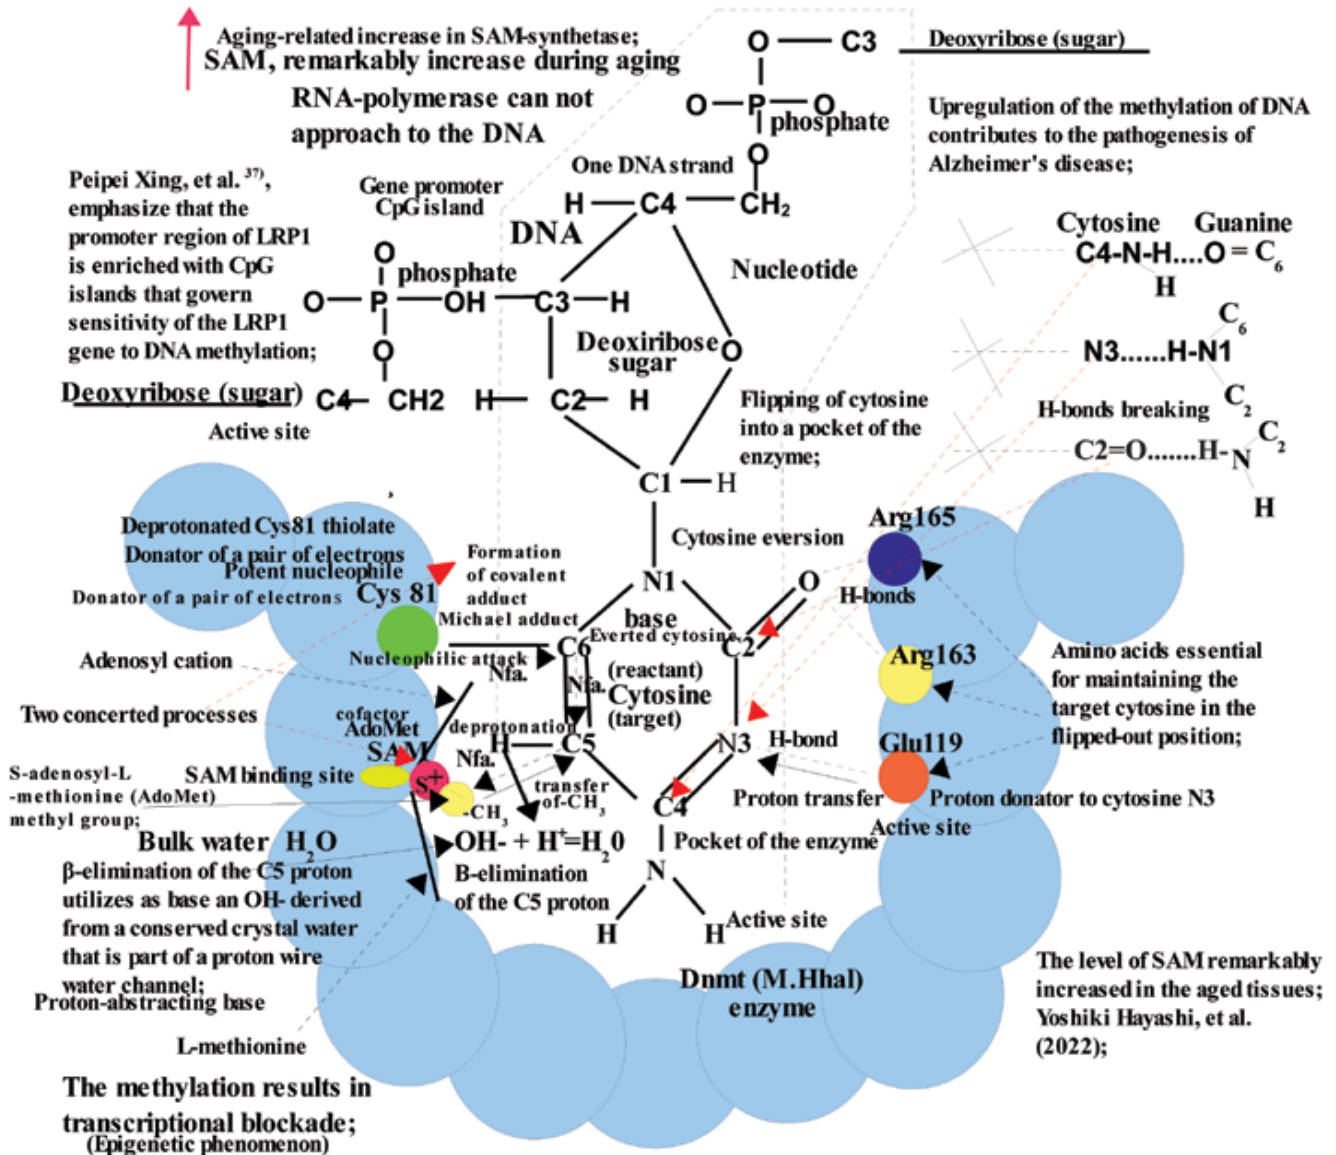 Aging-related increase in SAM-synthetase;
SAM, remarkably increase during aging
RNA-polymerase can not
approach to the DNA
O — C3
Deoxyribose (sugar)
O—P—O
phosphate
O
Upregulation of the methylation of DNA
contributes to the pathogenesis of
Alzheimer's disease;
One DNA strand
H—C4—CH2
DNA
Nucleotide
Peipei Xing, et al. 37),
emphasize that the
promoter region of LRP1
is enriched with CpG
islands that govern
sensitivity of the LRP1
gene to DNA methylation;
Gene promoter
CpG island
O
phosphate
O—P—OH—C3—H
O
Deoxyribose (sugar)
C4— CH2
H—C2—H
Deoxiribose
sugar
O
Active site
C1—H
Flipping of cytosine
into a pocket of the
enzyme;
Cytosine Guanine
C4-N-H....O = C6
H
C6
N3......H-N1
C2
H-bonds breaking
C2=O.......H-N
C2
H
,
Deprotonated Cys81 thiolate
Donator of a pair of electrons
Potent nucleophile
Donator of a pair of electrons
Cys 81
Formation
of covalent
adduct
Michael adduct
Nucleophilic attack
Nfa.
Cytosine eversion
N1
base
Everted cytosine
C6
C2
O
(reactant)
Nfa.
Cytosine
(target)
H-bonds
Arg165
Arg163
Glu119
Amino acids essential
for maintaining the
target cytosine in the
flipped-out position;
Adenosyl cation
Two concerted processes
cofactor
AdoMet
SAM
SAM binding site
S+
-CH3
S-adenosyl-L
-methionine (AdoMet)
methyl group;
deprotonation
H—C5
Nfa.
transfer
of-CH3
N3
H-bond
C4
Proton transfer
Proton donator to cytosine N3
Active site
Pocket of the enzyme
Bulk water H2O
OH- + H+=H20
B-elimination
of the C5 proton
N
H
H
Active site
β-elimination of the C5 proton
utilizes as base an OH- derived
from a conserved crystal water
that is part of a proton wire
water channel;
Proton-abstracting base
L-methionine
Dnmt (M.Hhal)
enzyme
The level of SAM remarkably
increased in the aged tissues;
Yoshiki Hayashi, et al.
(2022);
The methylation results in
transcriptional blockade;
(Epigenetic phenomenon)